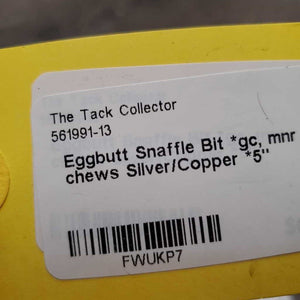 The Tack Collector
561991-13
Eggbutt Snaffle Bit *gc, mnr
chews Silver/Copper *5"
FWUKP7